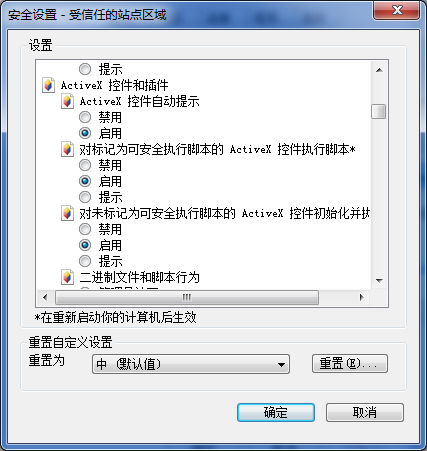 安全设置 - 受信任的站点区域
设置
提示
ActiveX 控件和插件
ActiveX 控件自动提示
禁用
启用
对标记为可安全执行脚本的 ActiveX 控件执行脚本*
禁用
启用
提示
对未标记为可安全执行脚本的 ActiveX 控件初始化并执
禁用
启用
提示
二进制文件和脚本行为
*在重新启动你的计算机后生效
重置自定义设置
重置为
中 (默认值)
重置(E)...
确定
取消